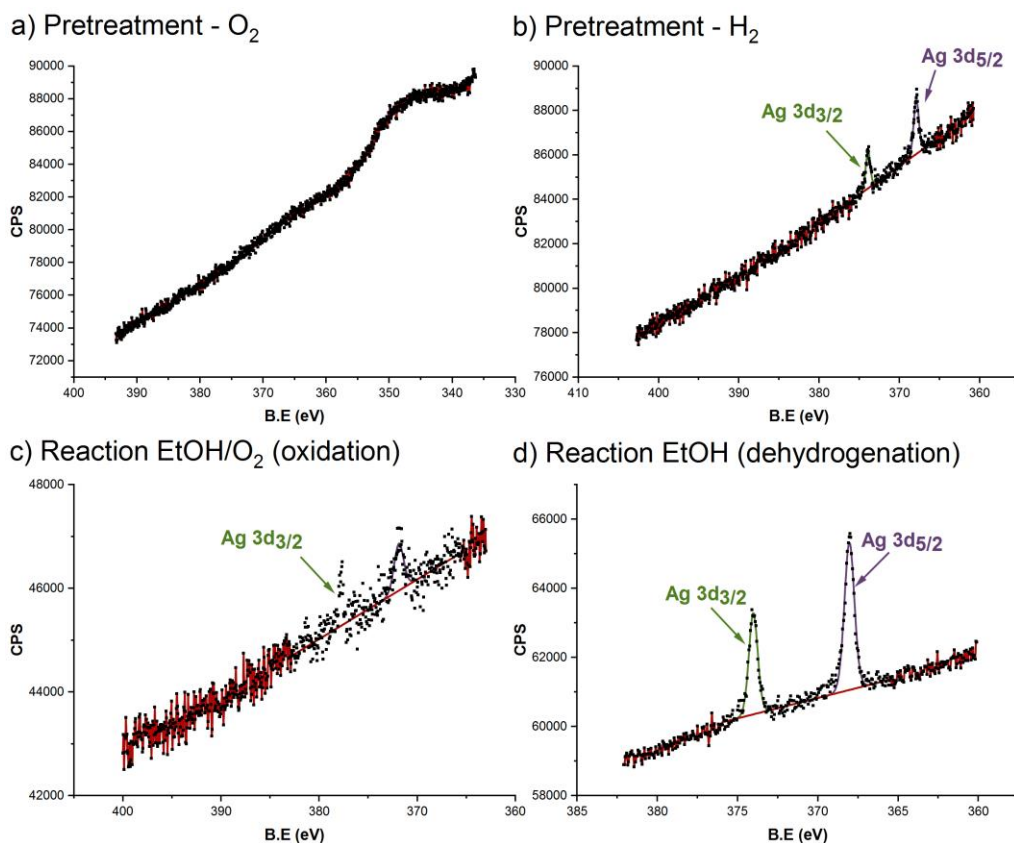 a) Pretreatment - O₂
90000
88000
86000
84000
82000
80000
78000
76000
74000
72000
CPS
400 390 380 370 360 350 340 330
B.E (eV)
b) Pretreatment - H₂
90000
88000
86000
84000
82000
80000
78000
76000
CPS
Ag 3d₅/₂
Ag 3d₃/₂
410 400 390 380 370 360
B.E (eV)
c) Reaction EtOH/O₂ (oxidation)
48000
46000
44000
42000
CPS
Ag 3d₃/₂
400 390 380 370 360
B.E (eV)
d) Reaction EtOH (dehydrogenation)
66000
64000
62000
60000
58000
CPS
Ag 3d₅/₂
Ag 3d₃/₂
385 380 375 370 365 360
B.E (eV)